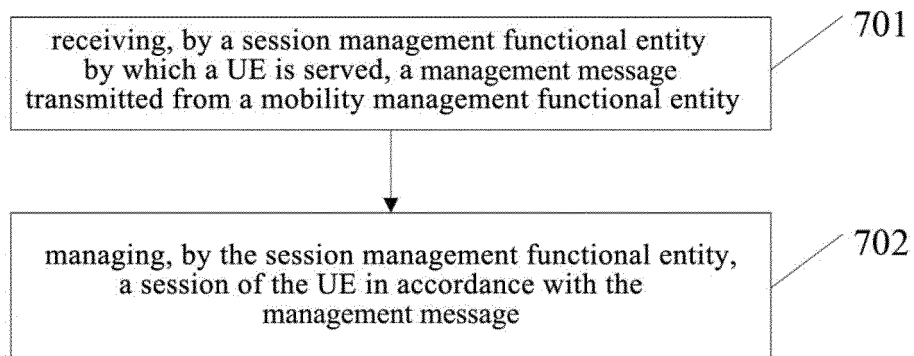 receiving, by a session management functional entity
by which a UE is served, a management message
transmitted from a mobility management functional entity
701
managing, by the session management functional entity,
a session of the UE in accordance with the
management message
702